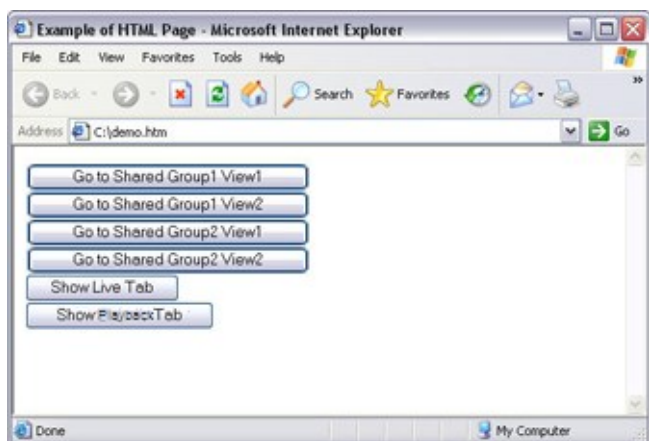 Example of HTML Page - Microsoft Internet Explorer
File Edit View Favorites Tools Help
Back Search Favorites »
Address C:\demo.htm Go
Go to Shared Group1 View1
Go to Shared Group1 View2
Go to Shared Group2 View1
Go to Shared Group2 View2
Show Live Tab
Show Playback Tab
Done My Computer